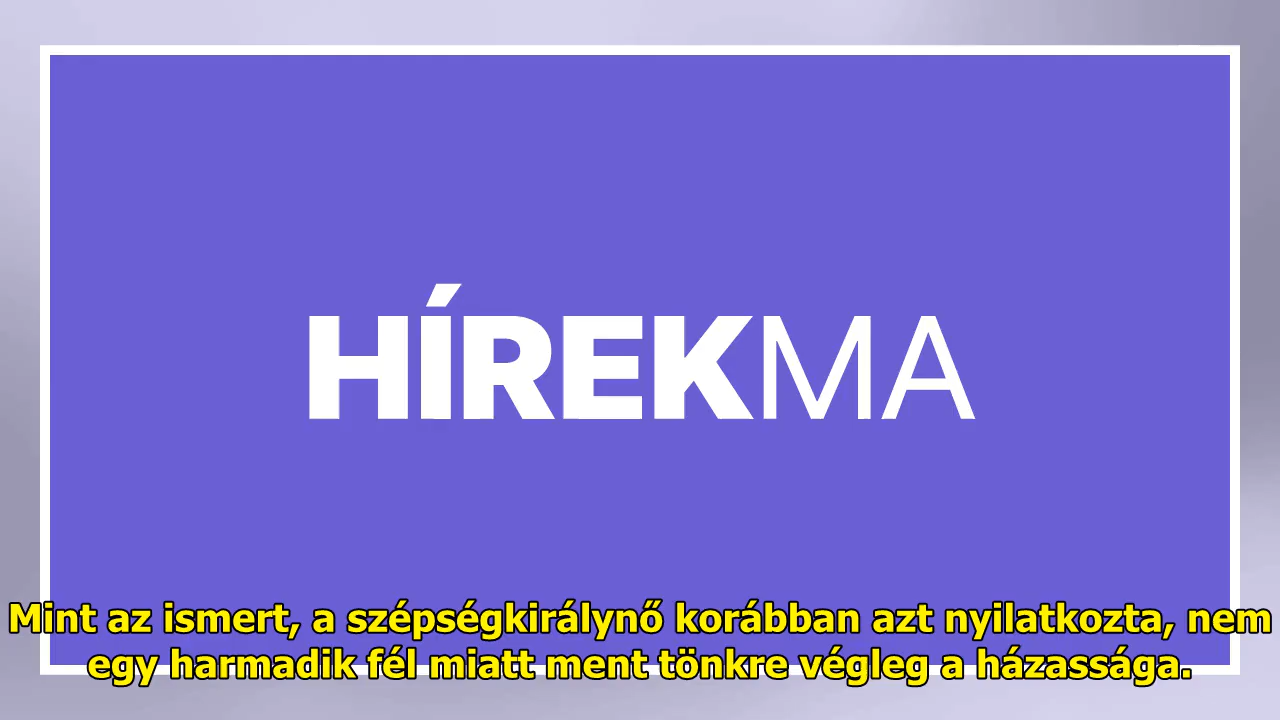 HÍREKMA
Mint az ismert, a szépségkirálynő korábban azt nyilatkozta, nem
egy harmadik fél miatt ment tönkre végleg a házassága.